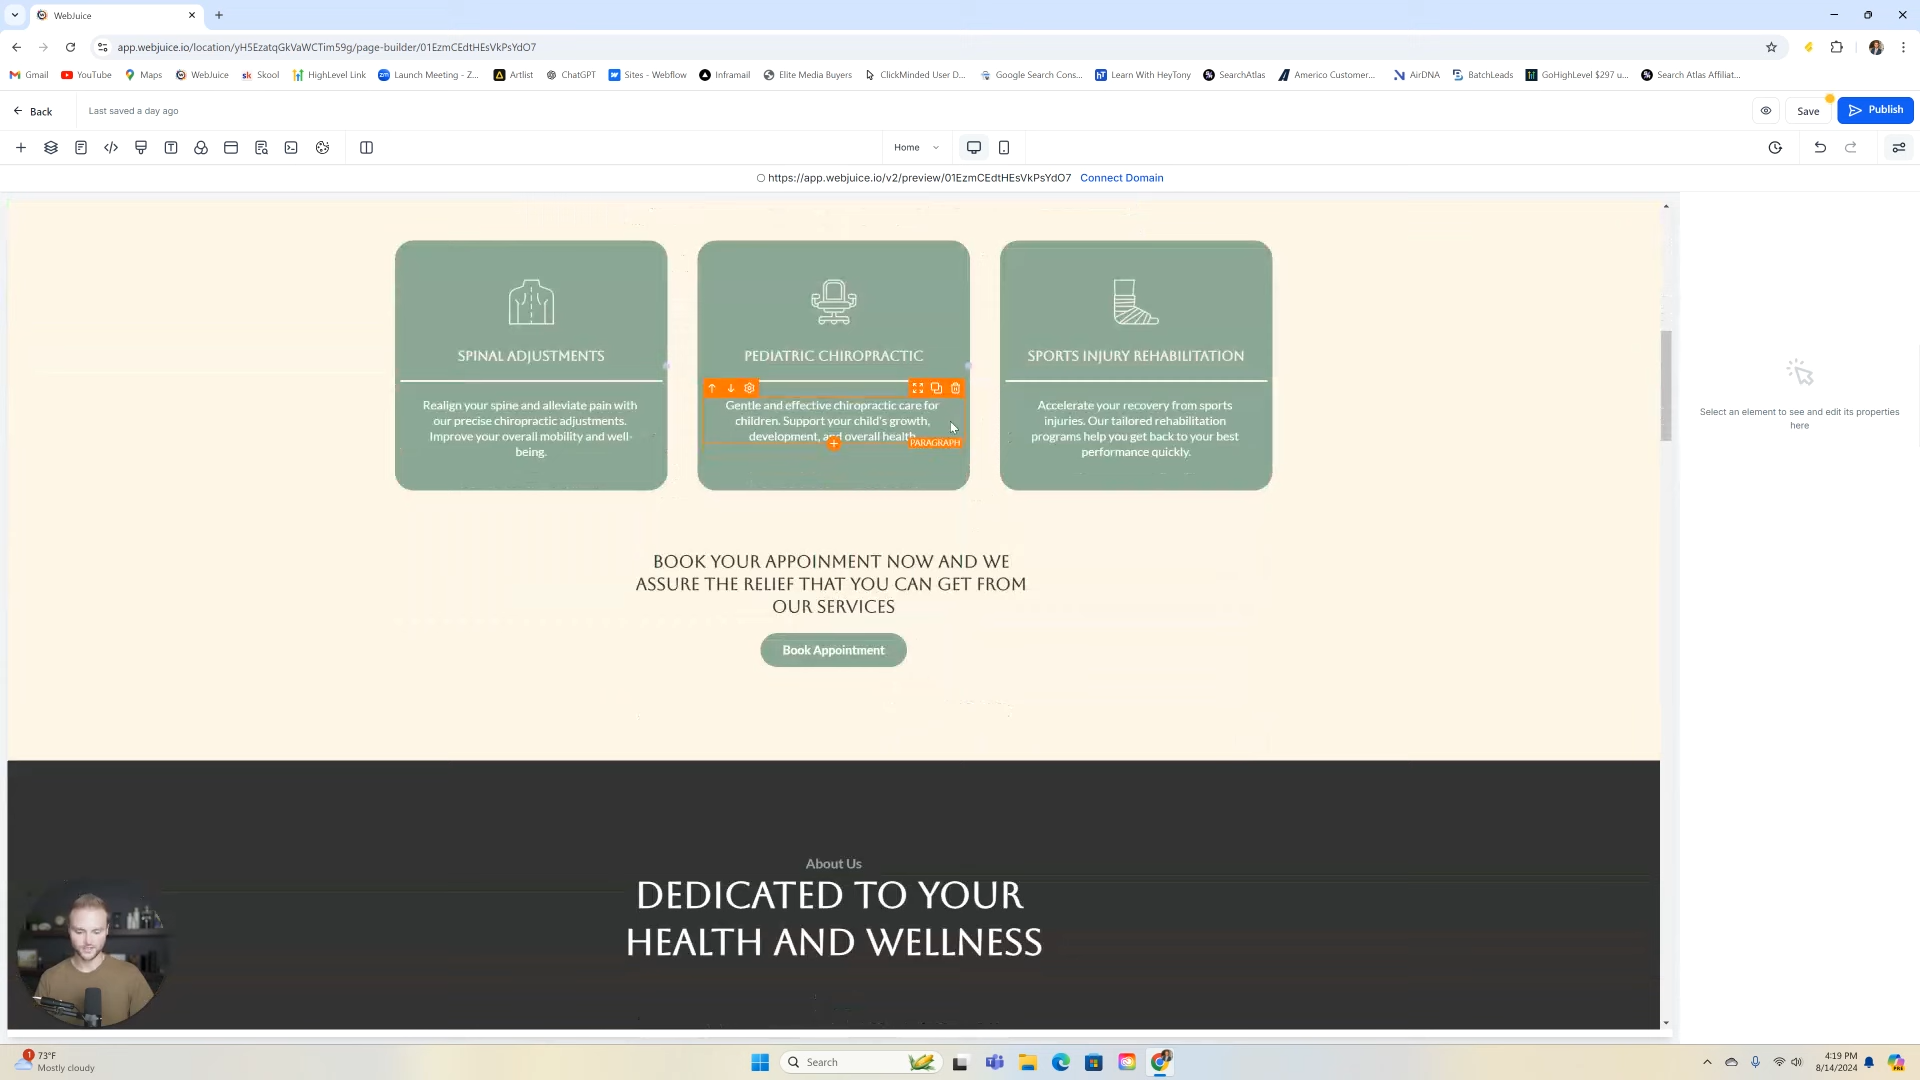 WebJuice
app.webjuice.io/location/yH5EzatqGkVaWCTim59g/page-builder/01EzmCEdtHEsVkPsYdO7
Gmail YouTube Maps WebJuice Skool HighLevel Link Launch Meeting - Z... Artlist ChatGPT Sites - Webflow Inframail Elite Media Buyers ClickMinded User D... Google Search Cons... Learn With HeyTony SearchAtlas Americo Customer... AirDNA BatchLeads GoHighLevel $297 u... Search Atlas Affiliat...
Back
Last saved a day ago
Save
Publish
Home
https://app.webjuice.io/v2/preview/01EzmCEdtHEsVkPsYdO7 Connect Domain
SPINAL ADJUSTMENTS
Realign your spine and alleviate pain with
our precise chiropractic adjustments.
Improve your overall mobility and well-
being.
PEDIATRIC CHIROPRACTIC
Gentle and effective chiropractic care for
children. Support your child's growth,
development, and overall health
PARAGRAPH
SPORTS INJURY REHABILITATION
Accelerate your recovery from sports
injuries. Our tailored rehabilitation
programs help you get back to your best
performance quickly.
Select an element to see and edit its properties
here
BOOK YOUR APPOINMENT NOW AND WE
ASSURE THE RELIEF THAT YOU CAN GET FROM
OUR SERVICES
Book Appointment
About Us
DEDICATED TO YOUR
HEALTH AND WELLNESS
1
73°F
Mostly cloudy
Search
4:19 PM
8/14/2024